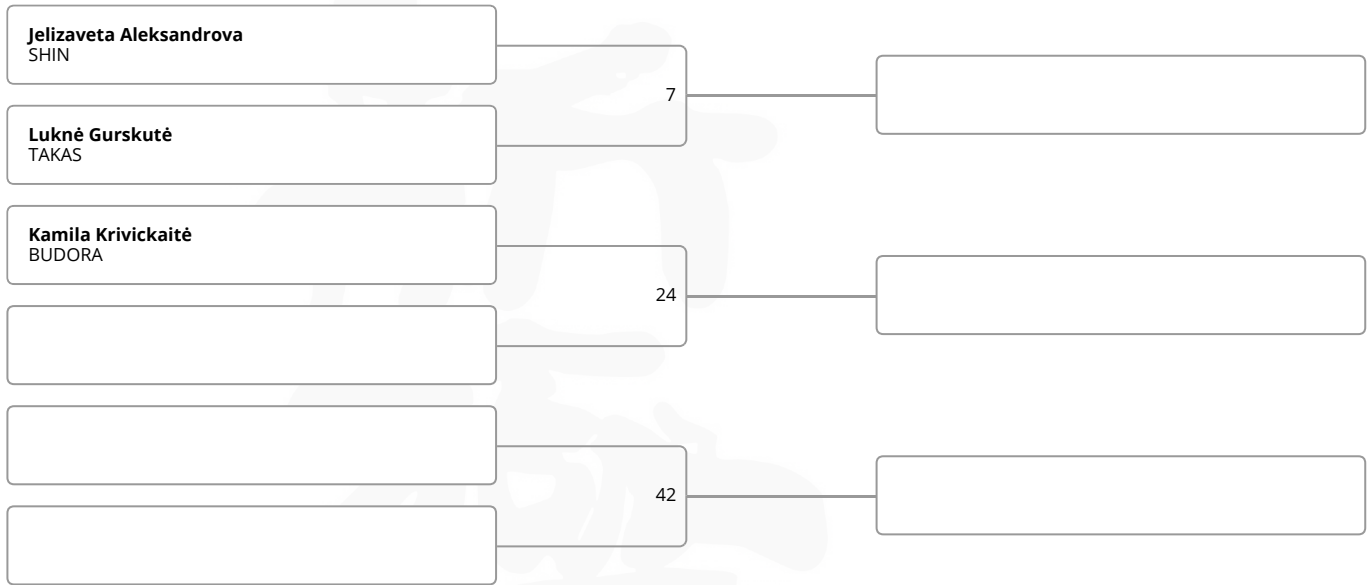 Jelizaveta Aleksandrova
SHIN
7
Luknė Gurskutė
TAKAS
Kamila Krivickaitė
BUDORA
24
42